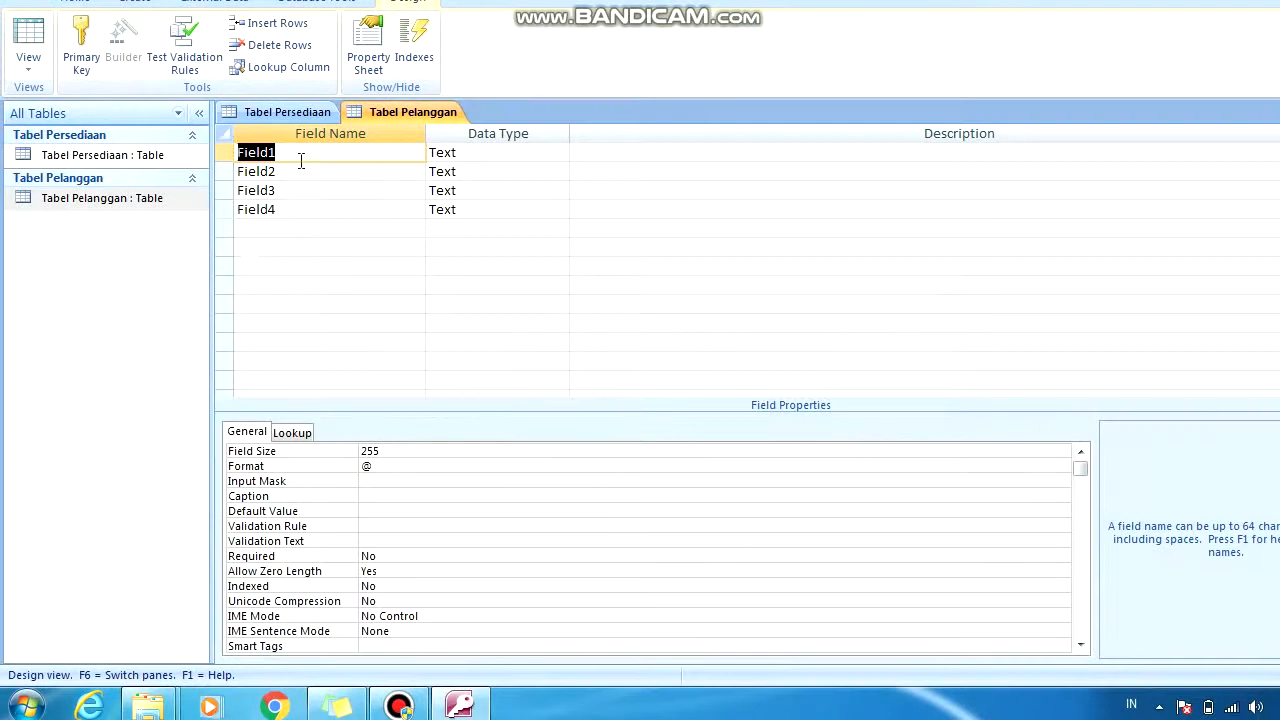 www.BANDICAM.com
View
Primary Key
Builder
Test Validation Rules
Insert Rows
Delete Rows
Lookup Column
Property Sheet
Indexes
Views
Tools
Show/Hide
All Tables
Tabel Persediaan
Tabel Persediaan : Table
Tabel Pelanggan
Tabel Pelanggan : Table
Tabel Persediaan
Tabel Pelanggan
Field Name Data Type Description
Field1 Text
Field2 Text
Field3 Text
Field4 Text
Field Properties
General Lookup
Field Size 255
Format @
Input Mask
Caption
Default Value
Validation Rule
Validation Text
Required No
Allow Zero Length Yes
Indexed No
Unicode Compression No
IME Mode No Control
IME Sentence Mode None
Smart Tags
A field name can be up to 64
including spaces. Press F1 for
names.
Design view. F6 = Switch panes. F1 = Help.
IN